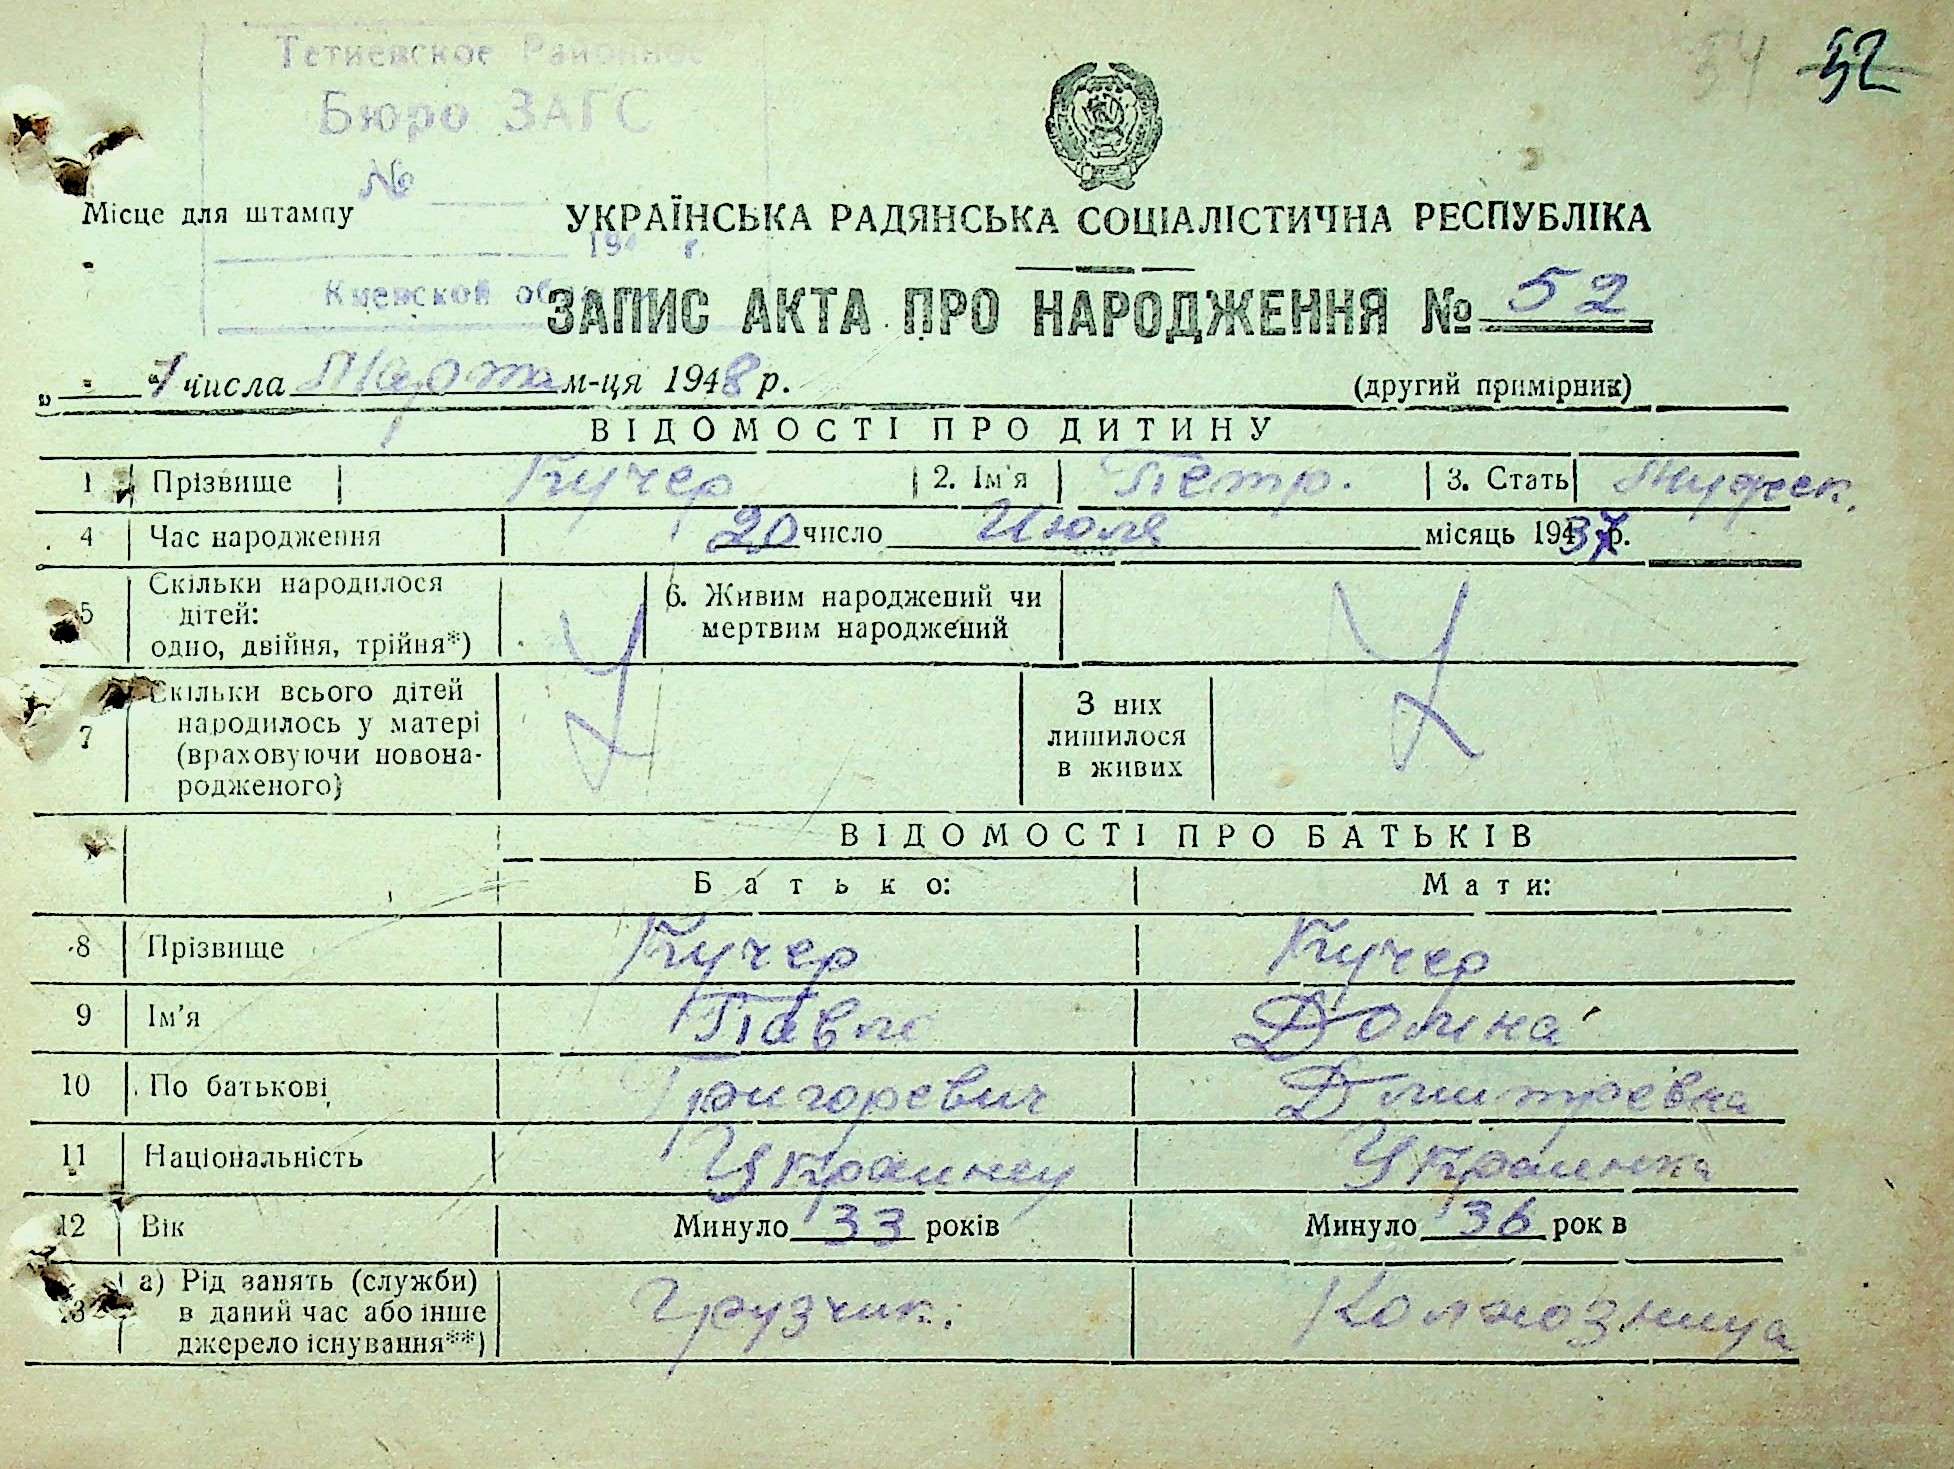 54 52
Тетиевское Районное
Бюро ЗАГС
№
Місце для штампу
194 г.
Киевской об
УКРАЇНСЬКА РАДЯНСЬКА СОЦІАЛІСТИЧНА РЕСПУБЛІКА
ЗАПИС АКТА ПРО НАРОДЖЕННЯ № 52
„ 1 " числа Марта м-ця 1948 р. (другий примірник)
ВІДОМОСТІ ПРО ДИТИНУ
1 Прізвище Кучер 2. Ім'я Петр. 3. Стать Мужск.
4 Час народження 20 число Июля місяць 1937 р.
5 Скільки народилося дітей: одно, двійня, трійня*) 6. Живим народжений чи мертвим народжений
7 Скільки всього дітей народилось у матері (враховуючи новонародженого) З них лишилося в живих
ВІДОМОСТІ ПРО БАТЬКІВ
Батько: Мати:
8 Прізвище Кучер Кучер
9 Ім'я Павло Домна
10 По батькові Григоревич Дмитревна
11 Національність Украинец Украинка
12 Вік Минуло 33 років Минуло 36 рок в
13 а) Рід занять (служби) в даний час або інше джерело існування**) Грузчик. Колхозница